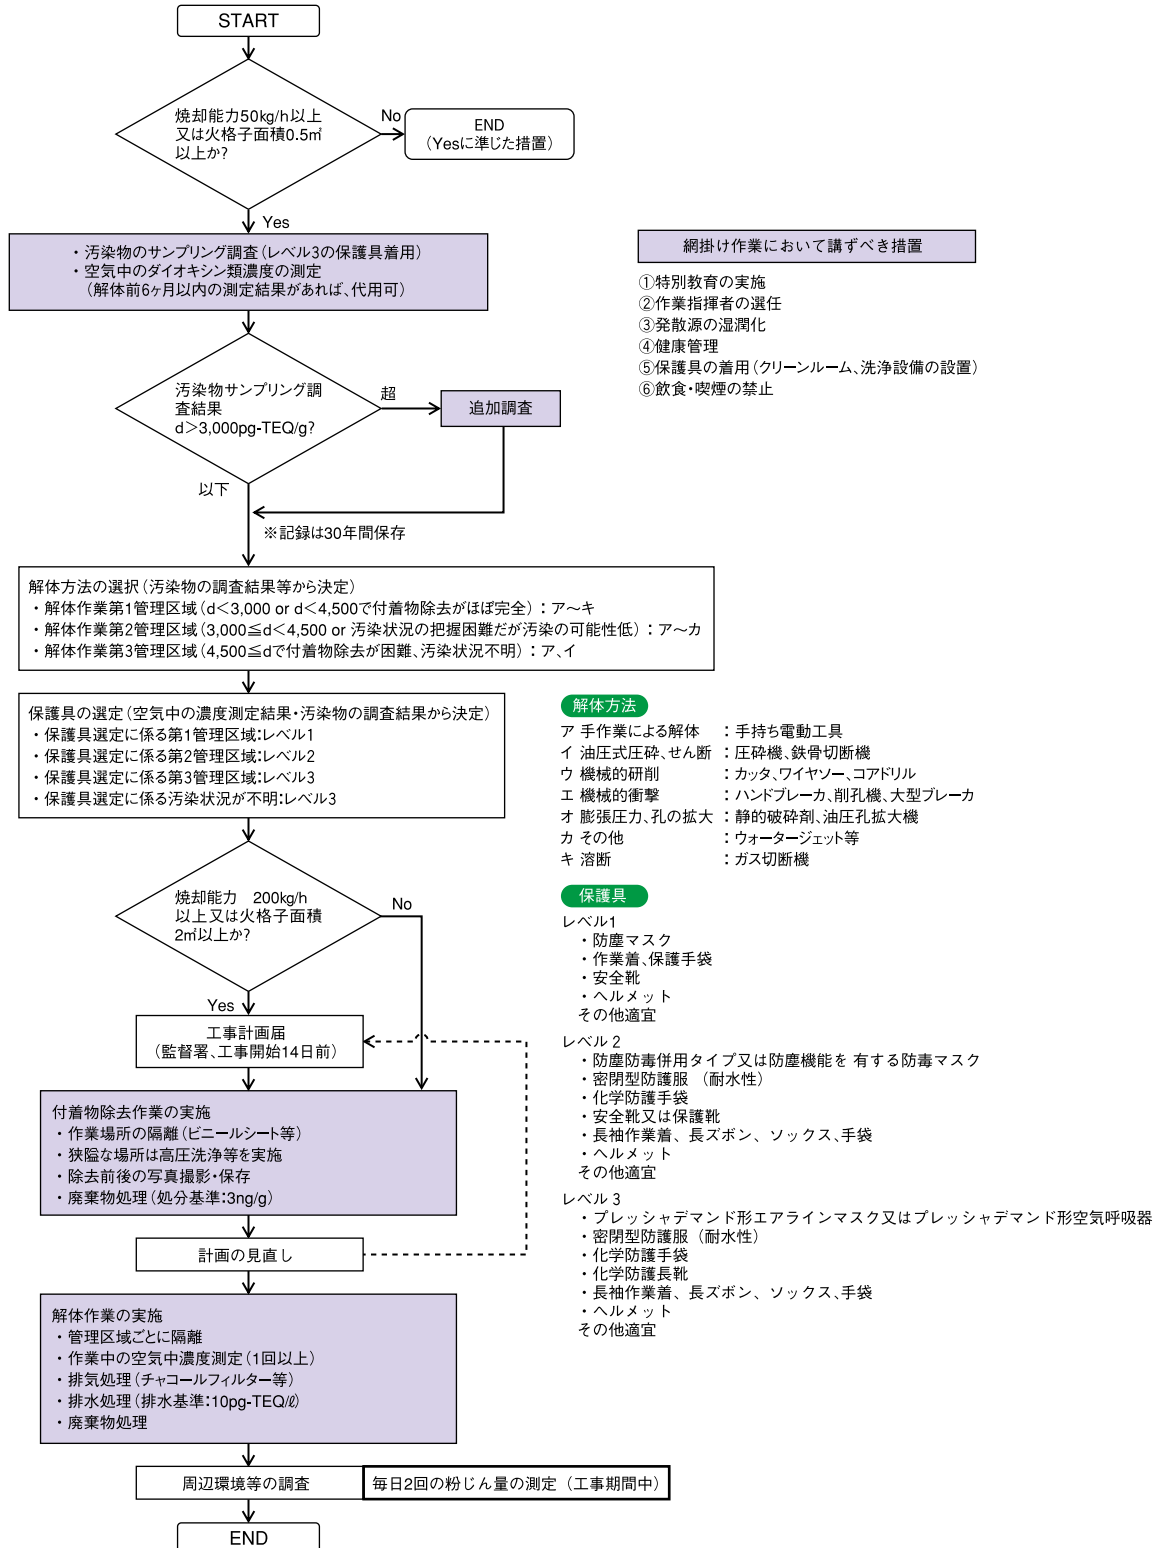 START
焼却能力50kg/h以上
又は火格子面積0.5㎡
以上か?
No
END
(Yesに準じた措置)
Yes
・汚染物のサンプリング調査(レベル3の保護具着用)
・空気中のダイオキシン類濃度の測定
(解体前6ヶ月以内の測定結果があれば、代用可)
網掛け作業において講ずべき措置
①特別教育の実施
②作業指揮者の選任
③発散源の湿潤化
④健康管理
⑤保護具の着用(クリーンルーム、洗浄設備の設置)
⑥飲食・喫煙の禁止
汚染物サンプリング調
査結果
d>3,000pg-TEQ/g?
超
追加調査
以下
※記録は30年間保存
解体方法の選択(汚染物の調査結果等から決定)
・解体作業第1管理区域(d<3,000 or d<4,500で付着物除去がほぼ完全):ア〜キ
・解体作業第2管理区域(3,000≦d<4,500 or 汚染状況の把握困難だが汚染の可能性低):ア〜カ
・解体作業第3管理区域(4,500≦dで付着物除去が困難、汚染状況不明):ア、イ
保護具の選定(空気中の濃度測定結果・汚染物の調査結果から決定)
・保護具選定に係る第1管理区域:レベル1
・保護具選定に係る第2管理区域:レベル2
・保護具選定に係る第3管理区域:レベル3
・保護具選定に係る汚染状況が不明:レベル3
解体方法
ア 手作業による解体 :手持ち電動工具
イ 油圧式圧砕、せん断 :圧砕機、鉄骨切断機
ウ 機械的研削 :カッタ、ワイヤソー、コアドリル
エ 機械的衝撃 :ハンドブレーカ、削孔機、大型ブレーカ
オ 膨張圧力、孔の拡大 :静的破砕剤、油圧孔拡大機
カ その他 :ウォータージェット等
キ 溶断 :ガス切断機
焼却能力 200kg/h
以上又は火格子面積
2㎡以上か?
No
Yes
保護具
レベル1
・防塵マスク
・作業着、保護手袋
・安全靴
・ヘルメット
その他適宜
レベル2
・防塵防毒併用タイプ又は防塵機能を 有する防毒マスク
・密閉型防護服 (耐水性)
・化学防護手袋
・安全靴又は保護靴
・長袖作業着、長ズボン、ソックス、手袋
・ヘルメット
その他適宜
レベル3
・プレッシャデマンド形エアラインマスク又はプレッシャデマンド形空気呼吸器
・密閉型防護服 (耐水性)
・化学防護手袋
・化学防護長靴
・長袖作業着、長ズボン、ソックス、手袋
・ヘルメット
その他適宜
工事計画届
(監督署、工事開始14日前)
付着物除去作業の実施
・作業場所の隔離(ビニールシート等)
・狭隘な場所は高圧洗浄等を実施
・除去前後の写真撮影・保存
・廃棄物処理(処分基準:3ng/g)
計画の見直し
解体作業の実施
・管理区域ごとに隔離
・作業中の空気中濃度測定(1回以上)
・排気処理(チャコールフィルター等)
・排水処理(排水基準:10pg-TEQ/ℓ)
・廃棄物処理
周辺環境等の調査
毎日2回の粉じん量の測定(工事期間中)
END